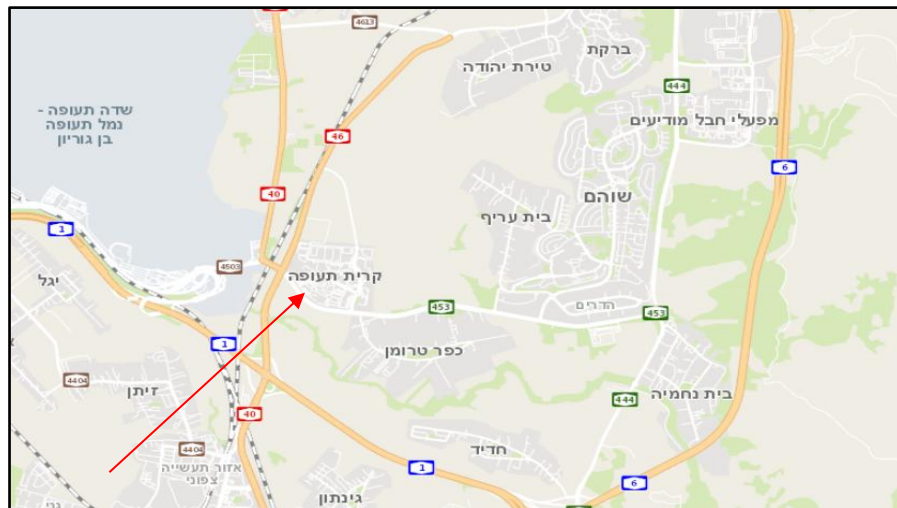 4613
ברקת
טירת יהודה
444
מפעלי חבל מודיעים
שדה תעופה -
נמל תעופה
בן גוריון
46
6
40
שוהם
בית עריף
1
4503
יגל
קרית תעופה
453
הדרים
453
1
כפר טרומן
4404
זיתן
בית נחמיה
444
40
4404
אזור תעשייה
צפוני
חדיד
1
6
גינתון
גני